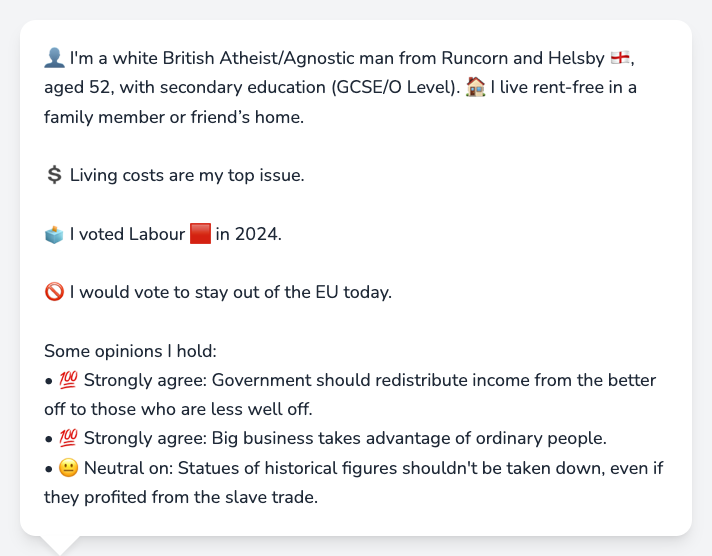 👤 I'm a white British Atheist/Agnostic man from Runcorn and Helsby 🏴󠁧󠁢󠁥󠁮󠁧󠁿,
aged 52, with secondary education (GCSE/O Level). 🏠 I live rent-free in a
family member or friend’s home.
💲 Living costs are my top issue.
🗳️ I voted Labour 🟥 in 2024.
🚫 I would vote to stay out of the EU today.
Some opinions I hold:
• 💯 Strongly agree: Government should redistribute income from the better
off to those who are less well off.
• 💯 Strongly agree: Big business takes advantage of ordinary people.
• 😐 Neutral on: Statues of historical figures shouldn't be taken down, even if
they profited from the slave trade.